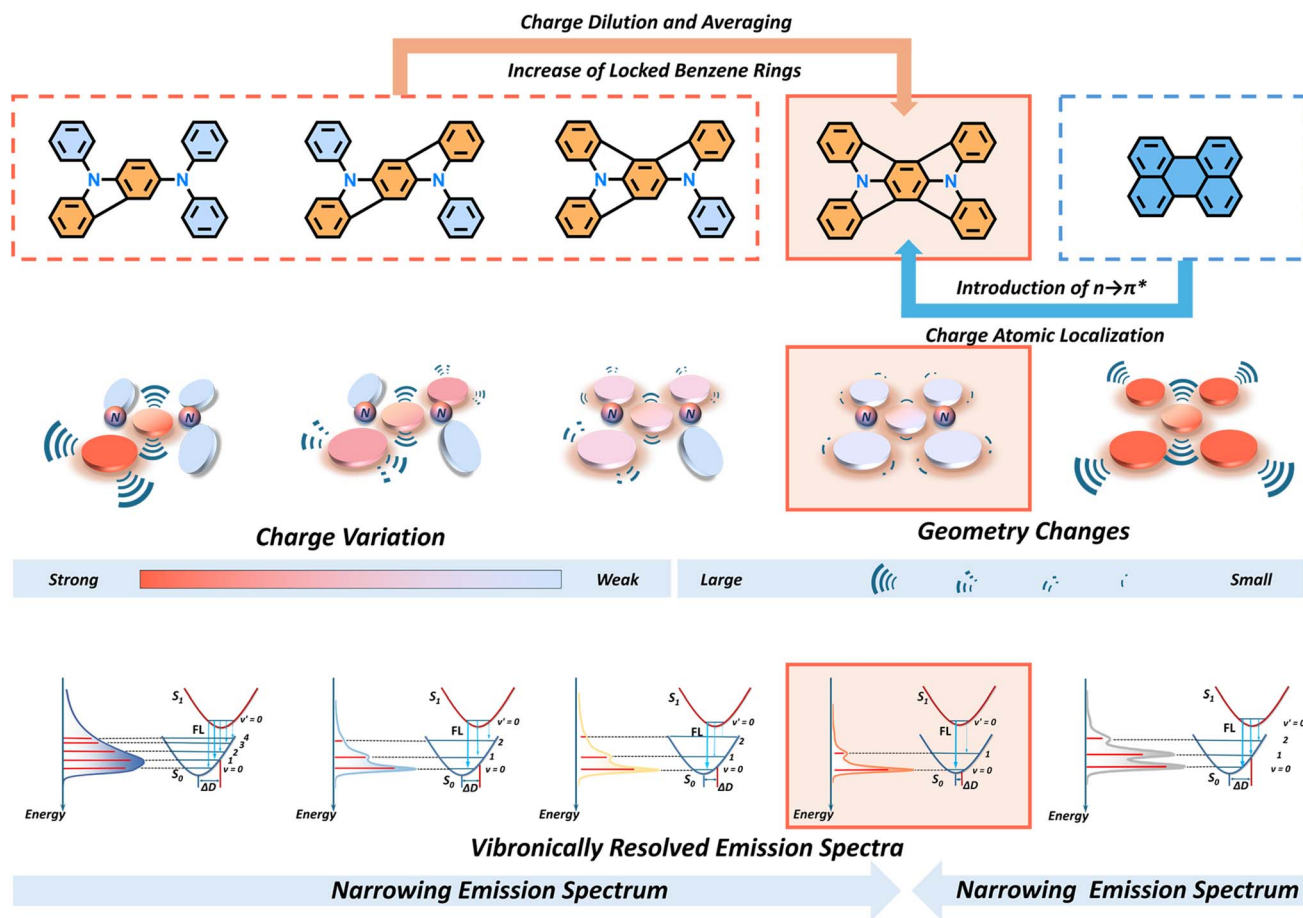 Charge Dilution and Averaging
Increase of Locked Benzene Rings
N N
N N
N N
N N
Introduction of n→π*
Charge Atomic Localization
N N
N N
N N
N N
Charge Variation
Geometry Changes
Strong Weak
Large Small
S1 FL v' = 0 4 3 2 1 v = 0 S0 ΔD Energy
S1 v' = 0 FL 2 1 v = 0 S0 ΔD Energy
S1 v' = 0 FL 2 1 v = 0 S0 ΔD Energy
S1 v' = 0 FL 1 v = 0 S0 ΔD Energy
S1 v' = 0 FL 2 1 v = 0 S0 ΔD Energy
Vibronically Resolved Emission Spectra
Narrowing Emission Spectrum
Narrowing Emission Spectrum